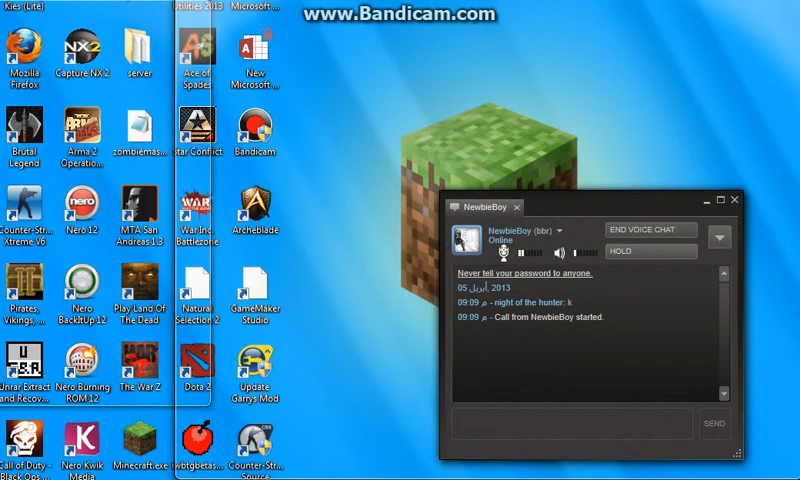 www.Bandicam.com
Kies (Lite)
Utilities 2013
Microsoft ...
Mozilla
Firefox
Capture NX 2
server
Ace of
Spades
New
Microsoft ...
Brutal
Legend
Arma 2
Operatio...
zombiemas...
Star Conflict
Bandicam
Counter-Str...
Xtreme V6
Nero 12
MTA San
Andreas 1.3
War Inc.
Battlezone
Archeblade
Pirates,
Vikings, ...
Nero
BackItUp 12
Play Land Of
The Dead
Natural
Selection 2
GameMaker
Studio
Unrar Extract
and Recov...
Nero Burning
ROM 12
The War Z
Dota 2
Update
Garrys Mod
Call of Duty -
Black Ops ...
Nero Kwik
Media
Minecraft.exe
iwbtgbetas...
Counter-Str...
Source
NewbieBoy
NewbieBoy (bbr)
Online
END VOICE CHAT
HOLD
Never tell your password to anyone.
05 أبريل, 2013
09:09 م - night of the hunter: k
09:09 م - Call from NewbieBoy started.
SEND